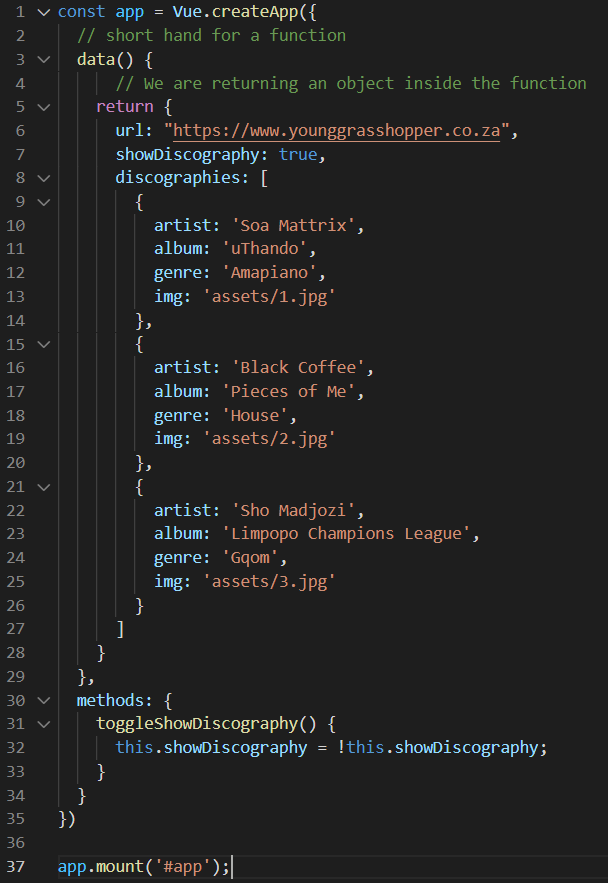 1 const app = Vue.createApp({
2   // short hand for a function
3   data() {
4       // We are returning an object inside the function
5     return {
6       url: "https://www.younggrasshopper.co.za",
7       showDiscography: true,
8       discographies: [
9         {
10           artist: 'Soa Mattrix',
11           album: 'uThando',
12           genre: 'Amapiano',
13           img: 'assets/1.jpg'
14         },
15         {
16           artist: 'Black Coffee',
17           album: 'Pieces of Me',
18           genre: 'House',
19           img: 'assets/2.jpg'
20         },
21         {
22           artist: 'Sho Madjozi',
23           album: 'Limpopo Champions League',
24           genre: 'Gqom',
25           img: 'assets/3.jpg'
26         }
27       ]
28     }
29   },
30   methods: {
31     toggleShowDiscography() {
32       this.showDiscography = !this.showDiscography;
33     }
34   }
35 })
36
37 app.mount('#app');